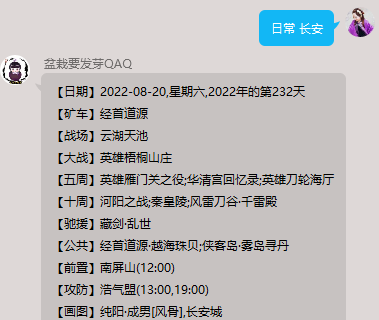 日常 长安
盆栽要发芽QAQ
【日期】2022-08-20,星期六,2022年的第232天
【矿车】经首道源
【战场】云湖天池
【大战】英雄梧桐山庄
【五周】英雄雁门关之役;华清宫回忆录;英雄刀轮海厅
【十周】河阳之战;秦皇陵;风雷刀谷·千雷殿
【驰援】藏剑·乱世
【公共】经首道源·越海珠贝;侠客岛·雾岛寻丹
【前置】南屏山(12:00)
【攻防】浩气盟(13:00,19:00)
【画图】纯阳·成男[风骨],长安城